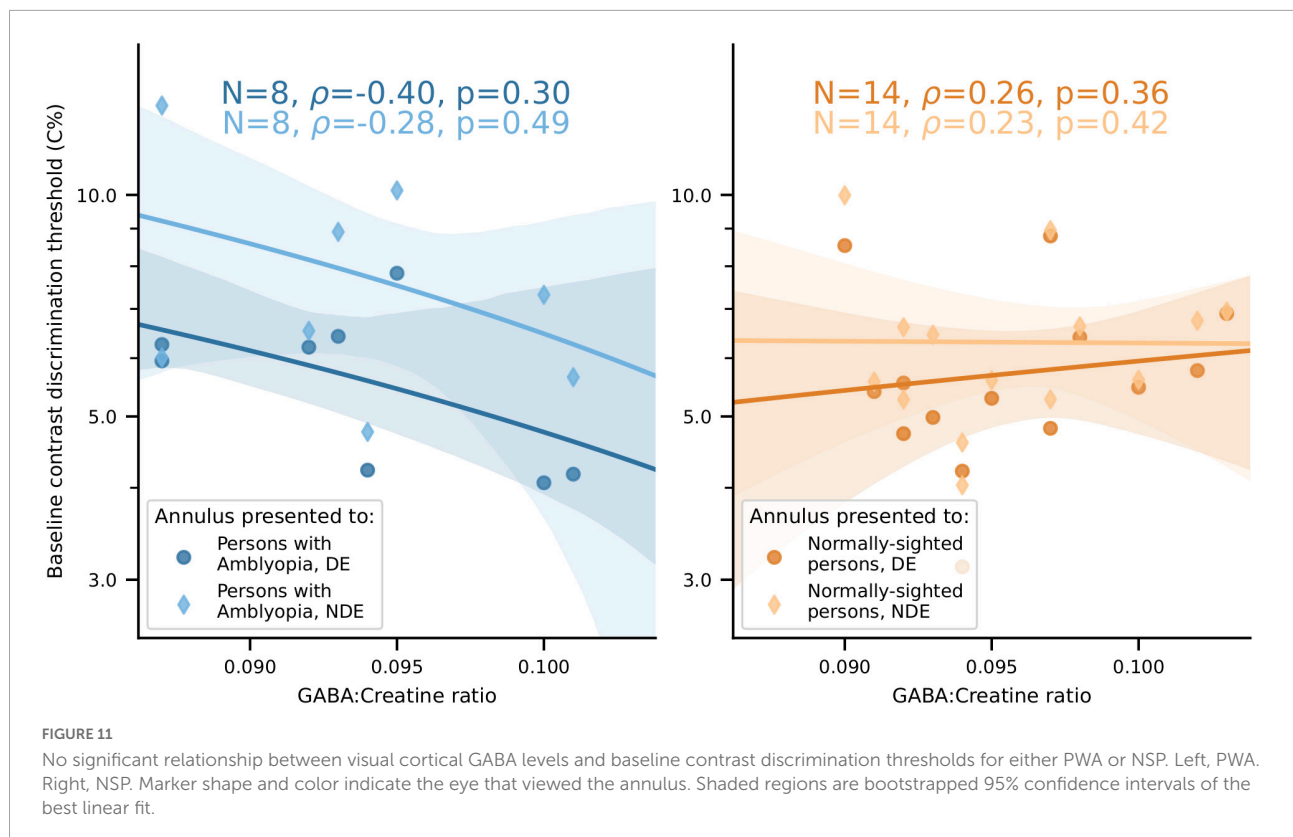 N=8, ρ=-0.40, p=0.30
N=8, ρ=-0.28, p=0.49
Baseline contrast discrimination threshold (C%)
10.0
5.0
3.0
Annulus presented to:
Persons with
Amblyopia, DE
Persons with
Amblyopia, NDE
0.090 0.095 0.100
GABA:Creatine ratio
N=14, ρ=0.26, p=0.36
N=14, ρ=0.23, p=0.42
10.0
5.0
3.0
Annulus presented to:
Normally-sighted
persons, DE
Normally-sighted
persons, NDE
0.090 0.095 0.100
GABA:Creatine ratio
FIGURE 11
No significant relationship between visual cortical GABA levels and baseline contrast discrimination thresholds for either PWA or NSP. Left, PWA.
Right, NSP. Marker shape and color indicate the eye that viewed the annulus. Shaded regions are bootstrapped 95% confidence intervals of the
best linear fit.